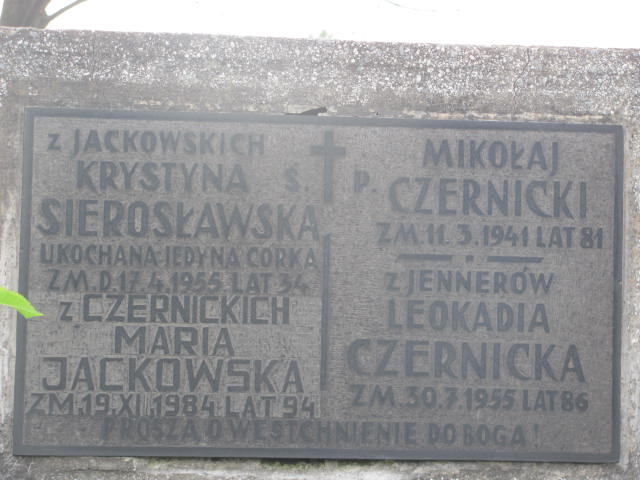 z JACKOWSKICH
KRYSTYNA
SIEROSŁAWSKA
UKOCHANA JEDYNA CÓRKA
ZM. D. 17.4.1955 LAT 34
z CZERNICKICH
MARIA
JACKOWSKA
ZM. 19.XII.1984 LAT 94
Ś. P.
MIKOŁAJ
CZERNICKI
ZM. 11.3.1941 LAT 81
z JENNERÓW
LEOKADIA
CZERNICKA
ZM. 30.7.1955 LAT 86
PROSZĄ O WESTCHNIENIE DO BOGA!